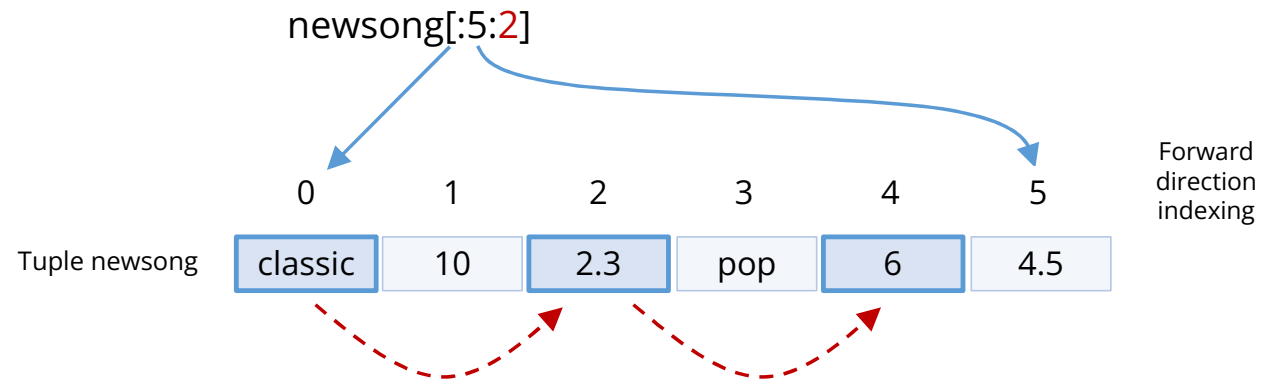 newsong[:5:2]
Forward
direction
indexing
0 1 2 3 4 5
Tuple newsong classic 10 2.3 pop 6 4.5